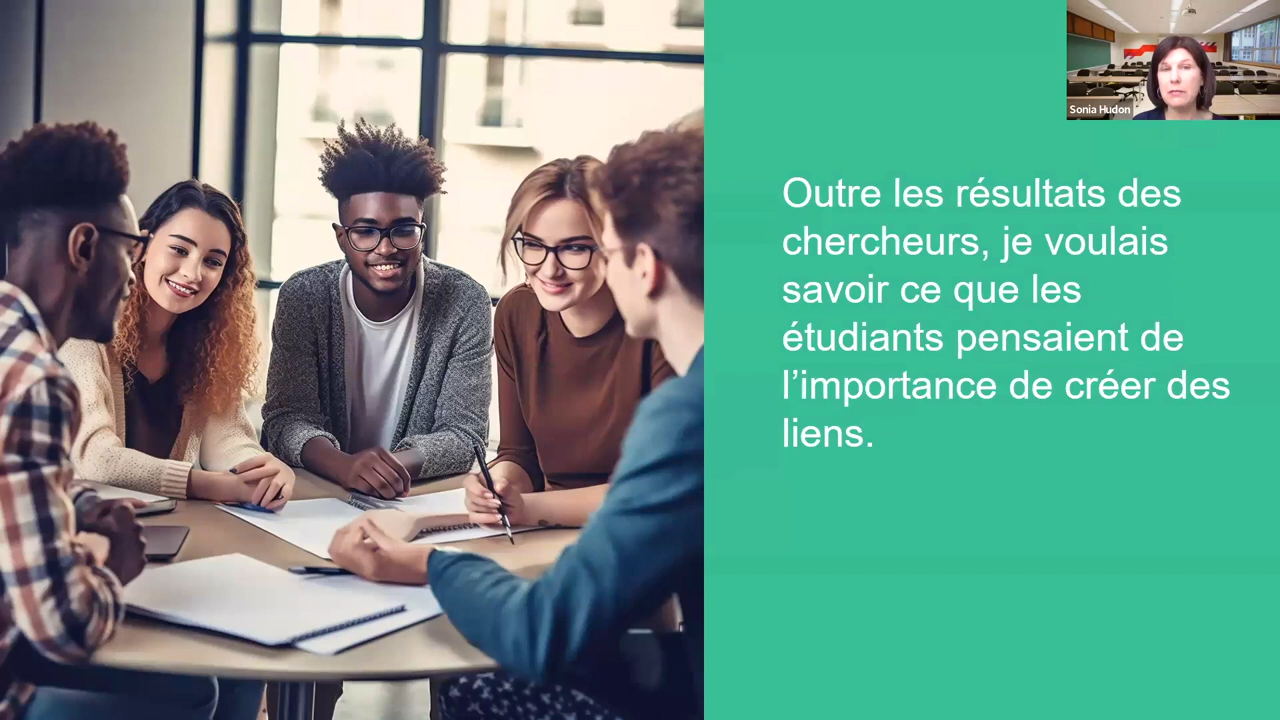 Sonia Hudon
Outre les résultats des
chercheurs, je voulais
savoir ce que les
étudiants pensaient de
l’importance de créer des
liens.